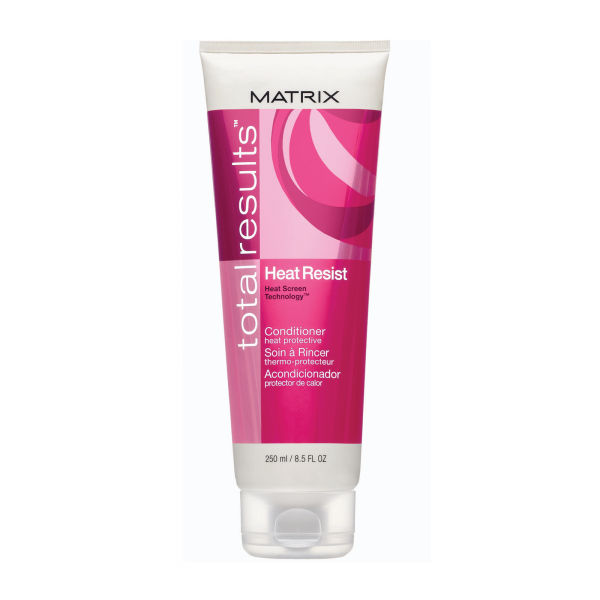 MATRIX
total results™
Heat Resist
Heat Screen
Technology™
Conditioner
heat protective
Soin à Rincer
thermo-protecteur
Acondicionador
protector de calor
250 ml / 8.5 FL OZ